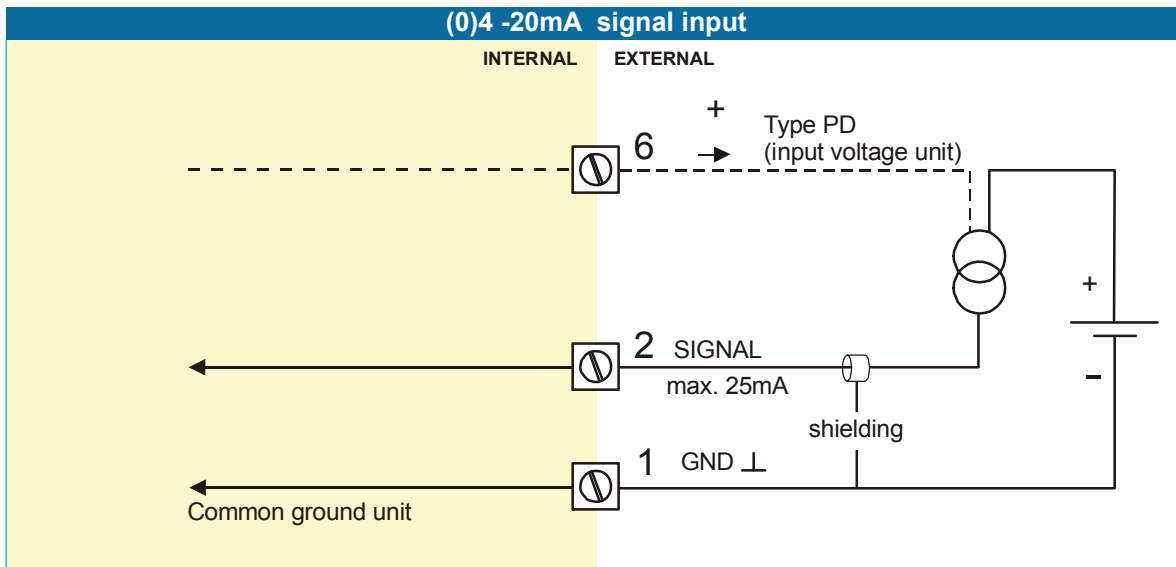 (0)4 -20mA signal input
INTERNAL EXTERNAL
+
6
Type PD
(input voltage unit)
+
2 SIGNAL
max. 25mA
-
shielding
1 GND
Common ground unit